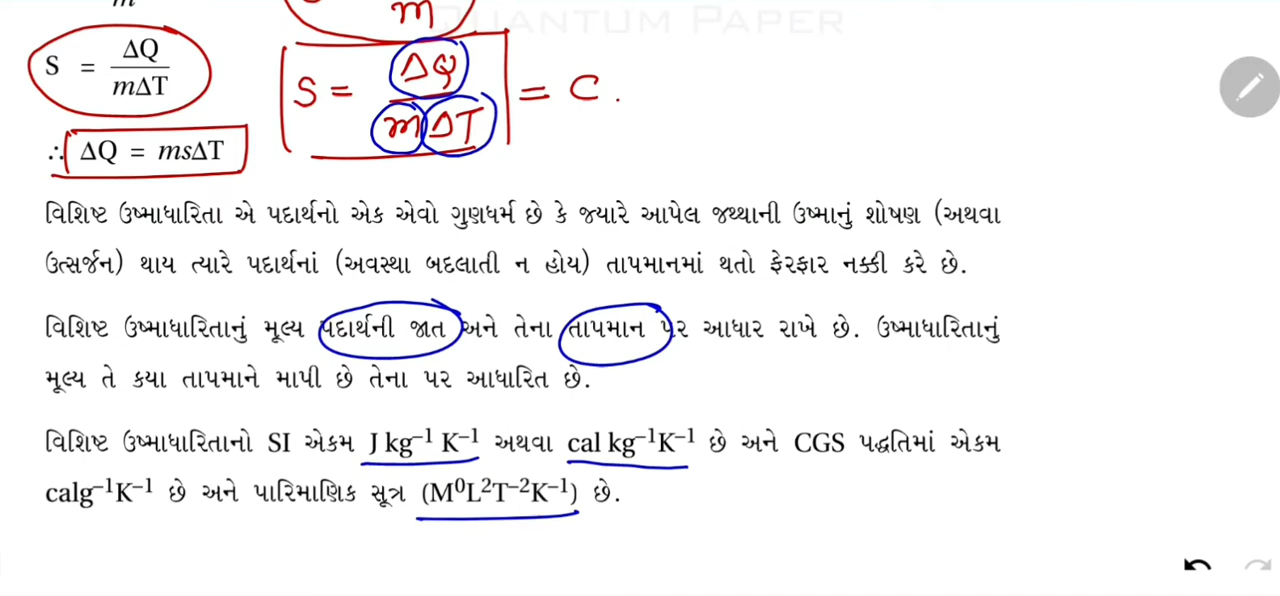 QUANTUM PAPER
m
S = ΔQ / mΔT
S = ΔQ / mΔT = C.
∴ ΔQ = msΔT
વિશિષ્ટ ઉષ્માધારિતા એ પદાર્થનો એક એવો ગુણધર્મ છે કે જ્યારે આપેલ જથ્થાની ઉષ્માનું શોષણ (અથવા
ઉત્સર્જન) થાય ત્યારે પદાર્થનાં (અવસ્થા બદલાતી ન હોય) તાપમાનમાં થતો ફેરફાર નક્કી કરે છે.
વિશિષ્ટ ઉષ્માધારિતાનું મૂલ્ય પદાર્થની જાત અને તેના તાપમાન પર આધાર રાખે છે. ઉષ્માધારિતાનું
મૂલ્ય તે કયા તાપમાને માપી છે તેના પર આધારિત છે.
વિશિષ્ટ ઉષ્માધારિતાનો SI એકમ J kg⁻¹ K⁻¹ અથવા cal kg⁻¹K⁻¹ છે અને CGS પદ્ધતિમાં એકમ
calg⁻¹K⁻¹ છે અને પારિમાણિક સૂત્ર (M⁰L²T⁻²K⁻¹) છે.